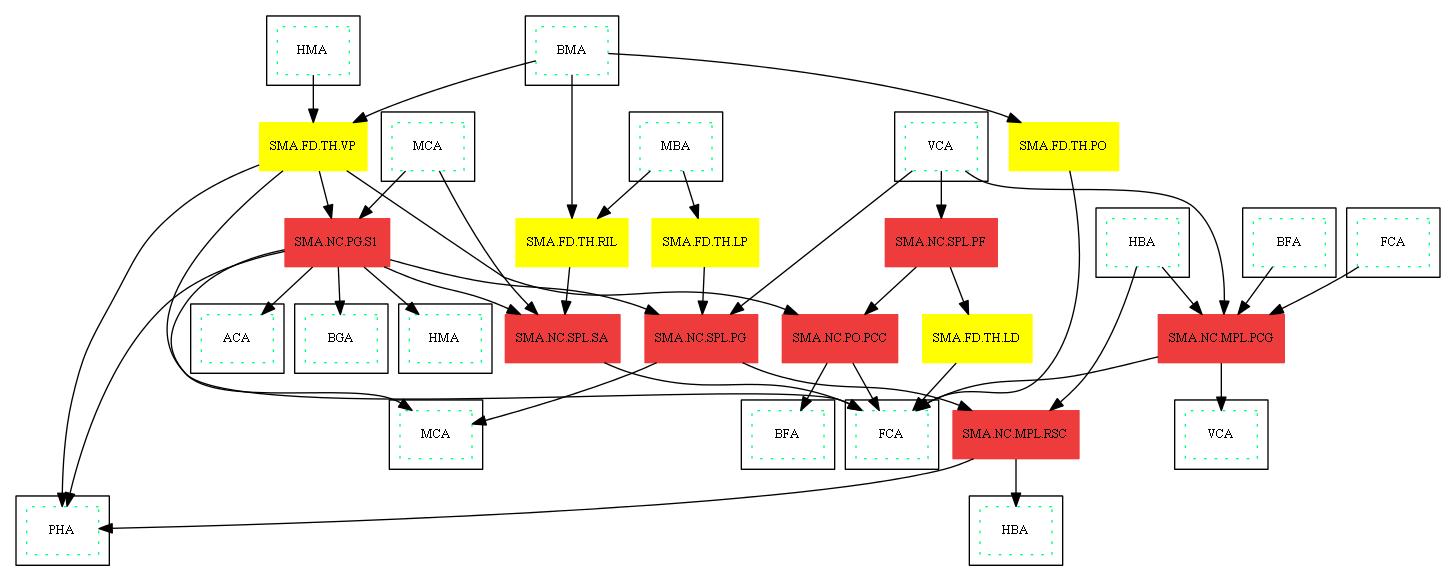 HMA
BMA
SMA.FD.TH.VP
MCA
MBA
VCA
SMA.FD.TH.PO
SMA.NC.PG.S1
SMA.FD.TH.RIL
SMA.FD.TH.LP
SMA.NC.SPL.PF
HBA
BFA
FCA
ACA
BGA
HMA
SMA.NC.SPL.SA
SMA.NC.SPL.PG
SMA.NC.PO.PCC
SMA.FD.TH.LD
SMA.NC.MPL.PCG
MCA
BFA
FCA
SMA.NC.MPL.RSC
VCA
PHA
HBA